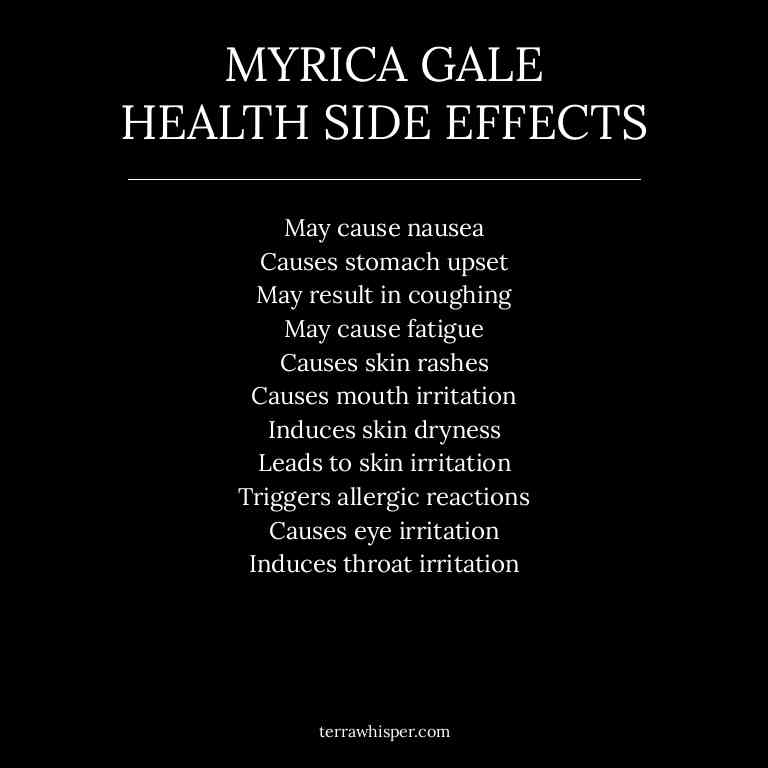 MYRICA GALE
HEALTH SIDE EFFECTS
May cause nausea
Causes stomach upset
May result in coughing
May cause fatigue
Causes skin rashes
Causes mouth irritation
Induces skin dryness
Leads to skin irritation
Triggers allergic reactions
Causes eye irritation
Induces throat irritation
terrawhisper.com